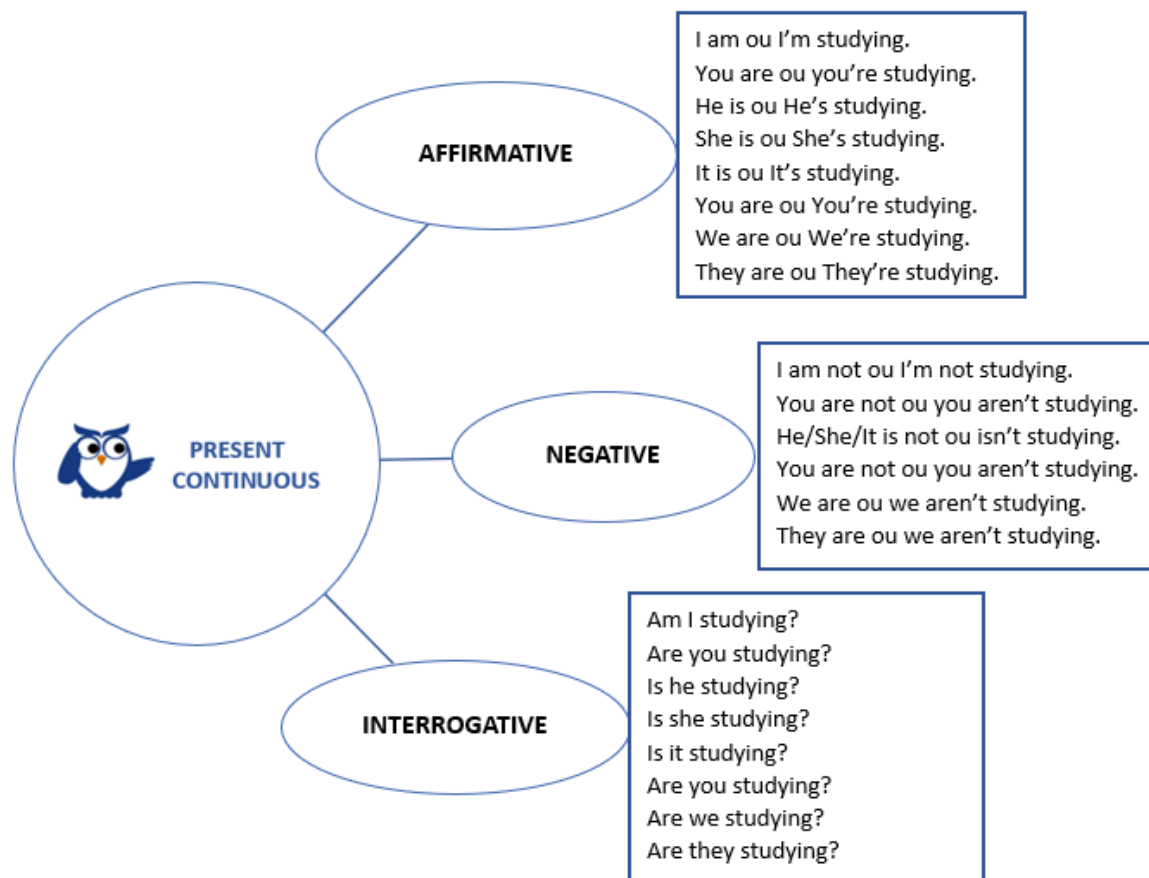 PRESENT
CONTINUOUS
AFFIRMATIVE
I am ou I'm studying.
You are ou you're studying.
He is ou He's studying.
She is ou She's studying.
It is ou It's studying.
You are ou You're studying.
We are ou We're studying.
They are ou They're studying.
NEGATIVE
I am not ou I'm not studying.
You are not ou you aren't studying.
He/She/It is not ou isn't studying.
You are not ou you aren't studying.
We are ou we aren't studying.
They are ou we aren't studying.
INTERROGATIVE
Am I studying?
Are you studying?
Is he studying?
Is she studying?
Is it studying?
Are you studying?
Are we studying?
Are they studying?